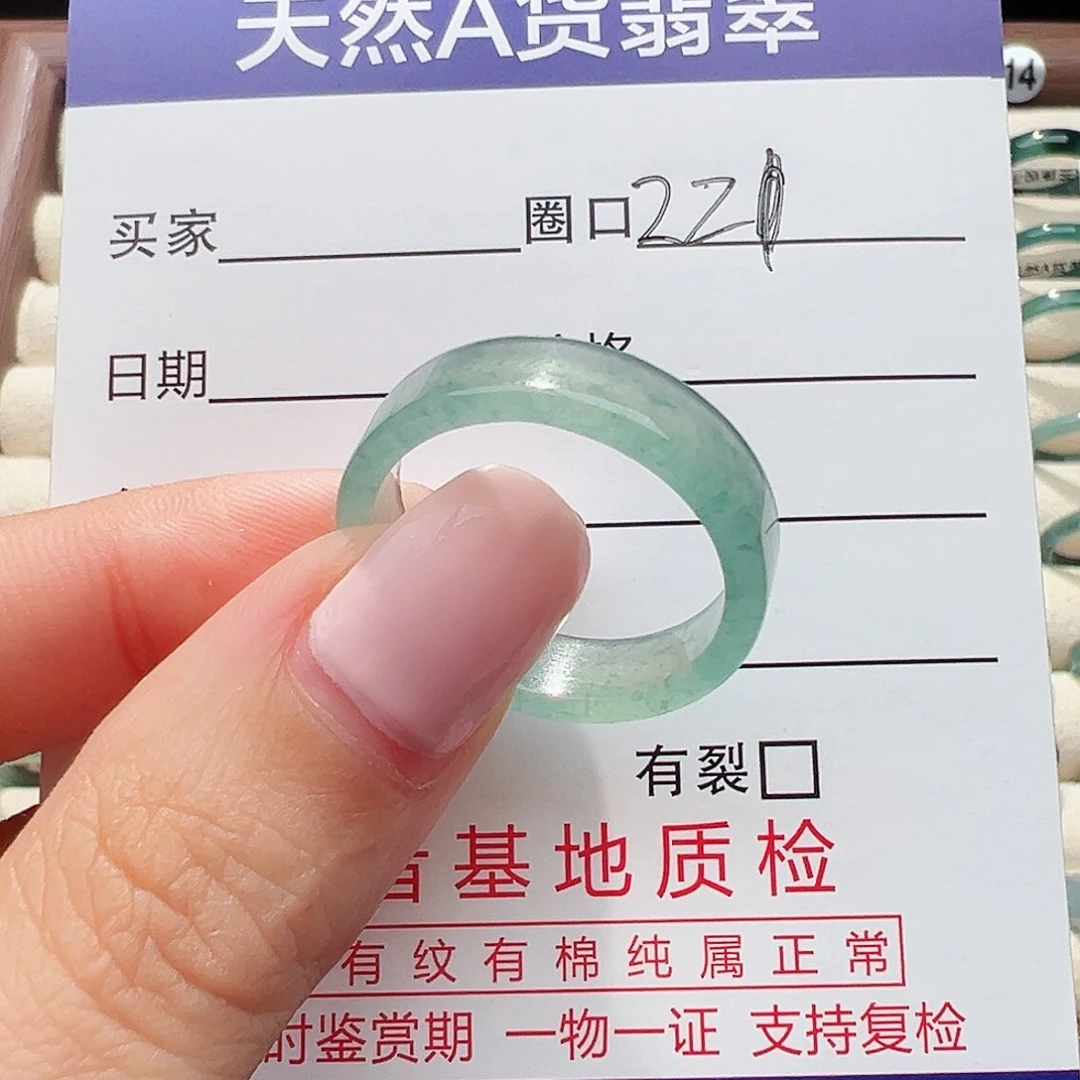 天然A货翡翠
14
买家 圈口 22
日期 格
有裂
基地质检
有纹有棉纯属正常
时鉴赏期 一物一证 支持复检